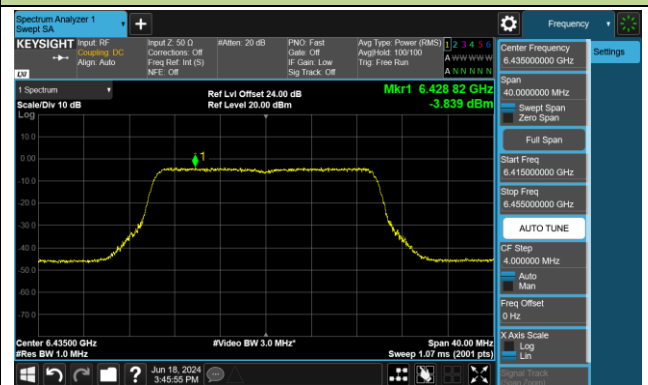 Spectrum Analyzer 1
Swept SA
Frequency
KEYSIGHT
Input: RF
Coupling: DC
Align: Auto
Input Z: 50 Ω
Corrections: Off
Freq Ref: Int (S)
NFE: Off
#Atten: 20 dB
PNO: Fast
Gate: Off
IF Gain: Low
Sig Track: Off
Avg Type: Power (RMS)
Avg|Hold: 100/100
Trig: Free Run
1 2 3 4 5 6
A W W W W W
A N N N N N
LXI
1 Spectrum
Scale/Div 10 dB
Log
Ref Lvl Offset 24.00 dB
Ref Level 20.00 dBm
Mkr1 6.428 82 GHz
-3.839 dBm
1
10.0
0.00
-10.0
-20.0
-30.0
-40.0
-50.0
-60.0
-70.0
Center 6.43500 GHz
#Res BW 1.0 MHz
#Video BW 3.0 MHz*
Span 40.00 MHz
Sweep 1.07 ms (2001 pts)
Center Frequency
6.435000000 GHz
Settings
Span
40.0000000 MHz
Swept Span
Zero Span
Full Span
Start Freq
6.415000000 GHz
Stop Freq
6.455000000 GHz
AUTO TUNE
CF Step
4.000000 MHz
Auto
Man
Freq Offset
0 Hz
X Axis Scale
Log
Lin
Signal Track
(Span Zoom)
Jun 18, 2024
3:45:55 PM